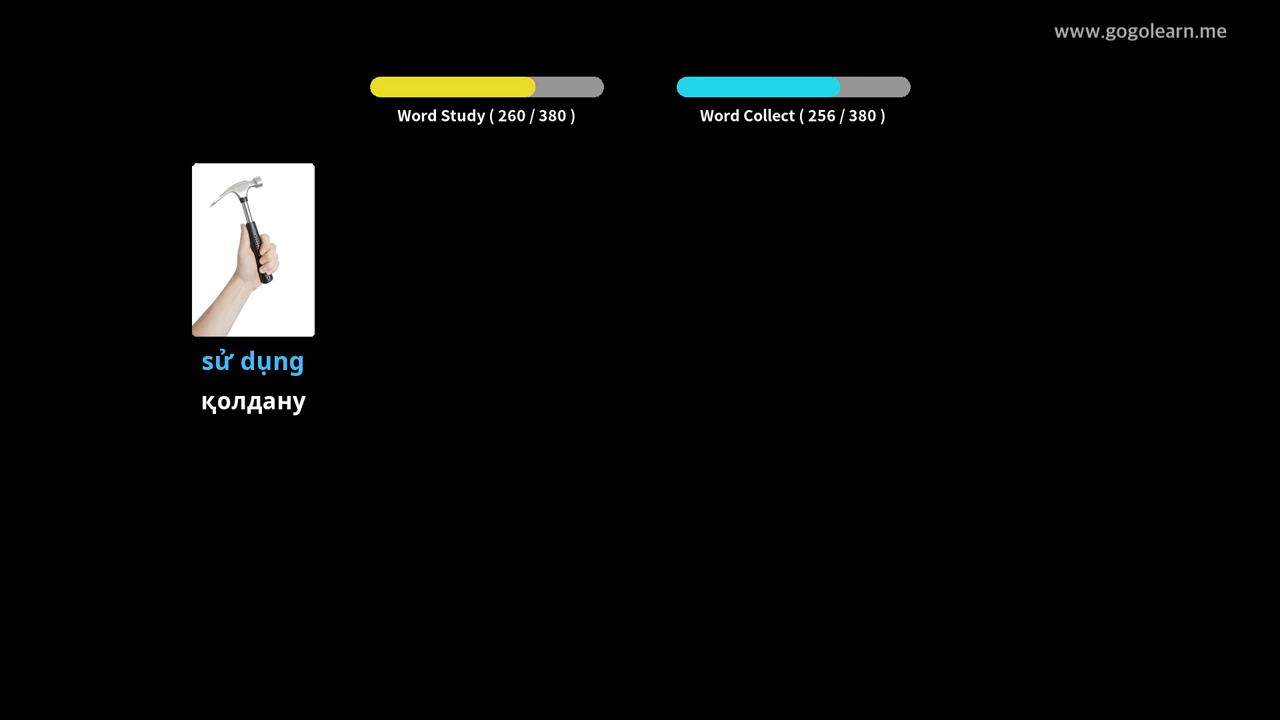 www.gogolearn.me
Word Study ( 260 / 380 )
Word Collect ( 256 / 380 )
sử dụng
қолдану